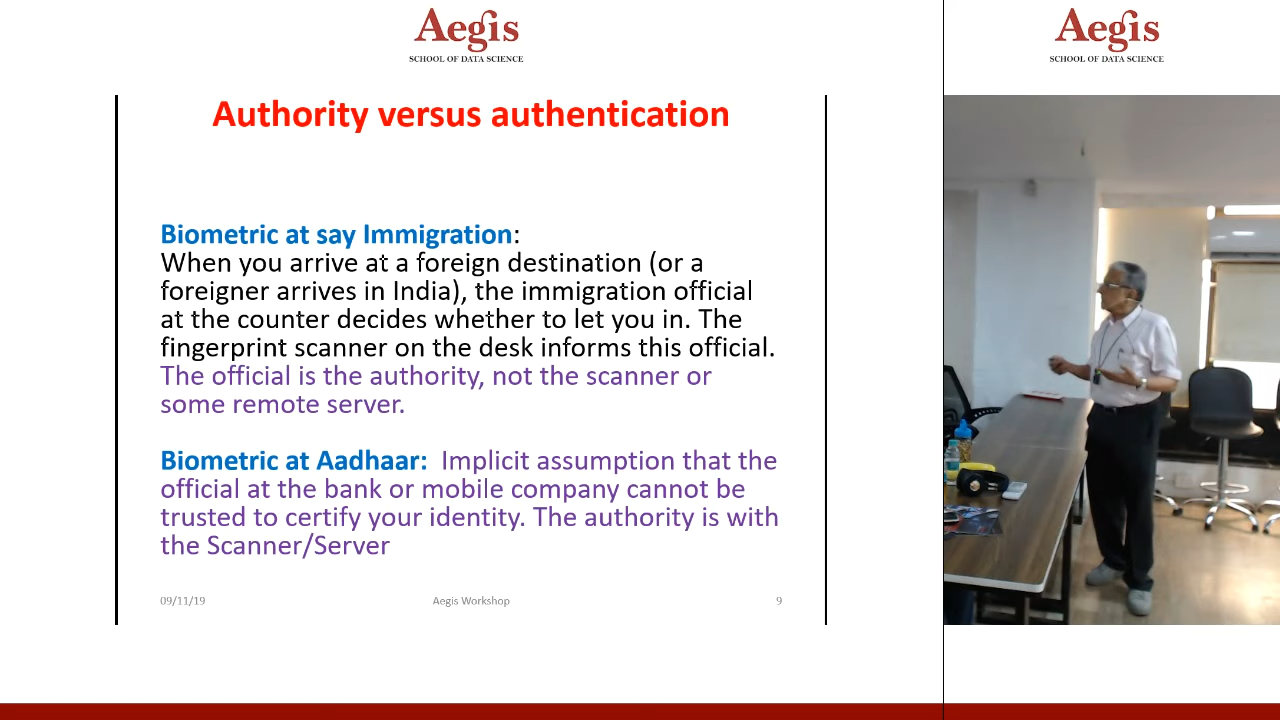 Aegis
SCHOOL OF DATA SCIENCE
Aegis
SCHOOL OF DATA SCIENCE
Authority versus authentication
Biometric at say Immigration:
When you arrive at a foreign destination (or a
foreigner arrives in India), the immigration official
at the counter decides whether to let you in. The
fingerprint scanner on the desk informs this official.
The official is the authority, not the scanner or
some remote server.
Biometric at Aadhaar: Implicit assumption that the
official at the bank or mobile company cannot be
trusted to certify your identity. The authority is with
the Scanner/Server
09/11/19
Aegis Workshop
9